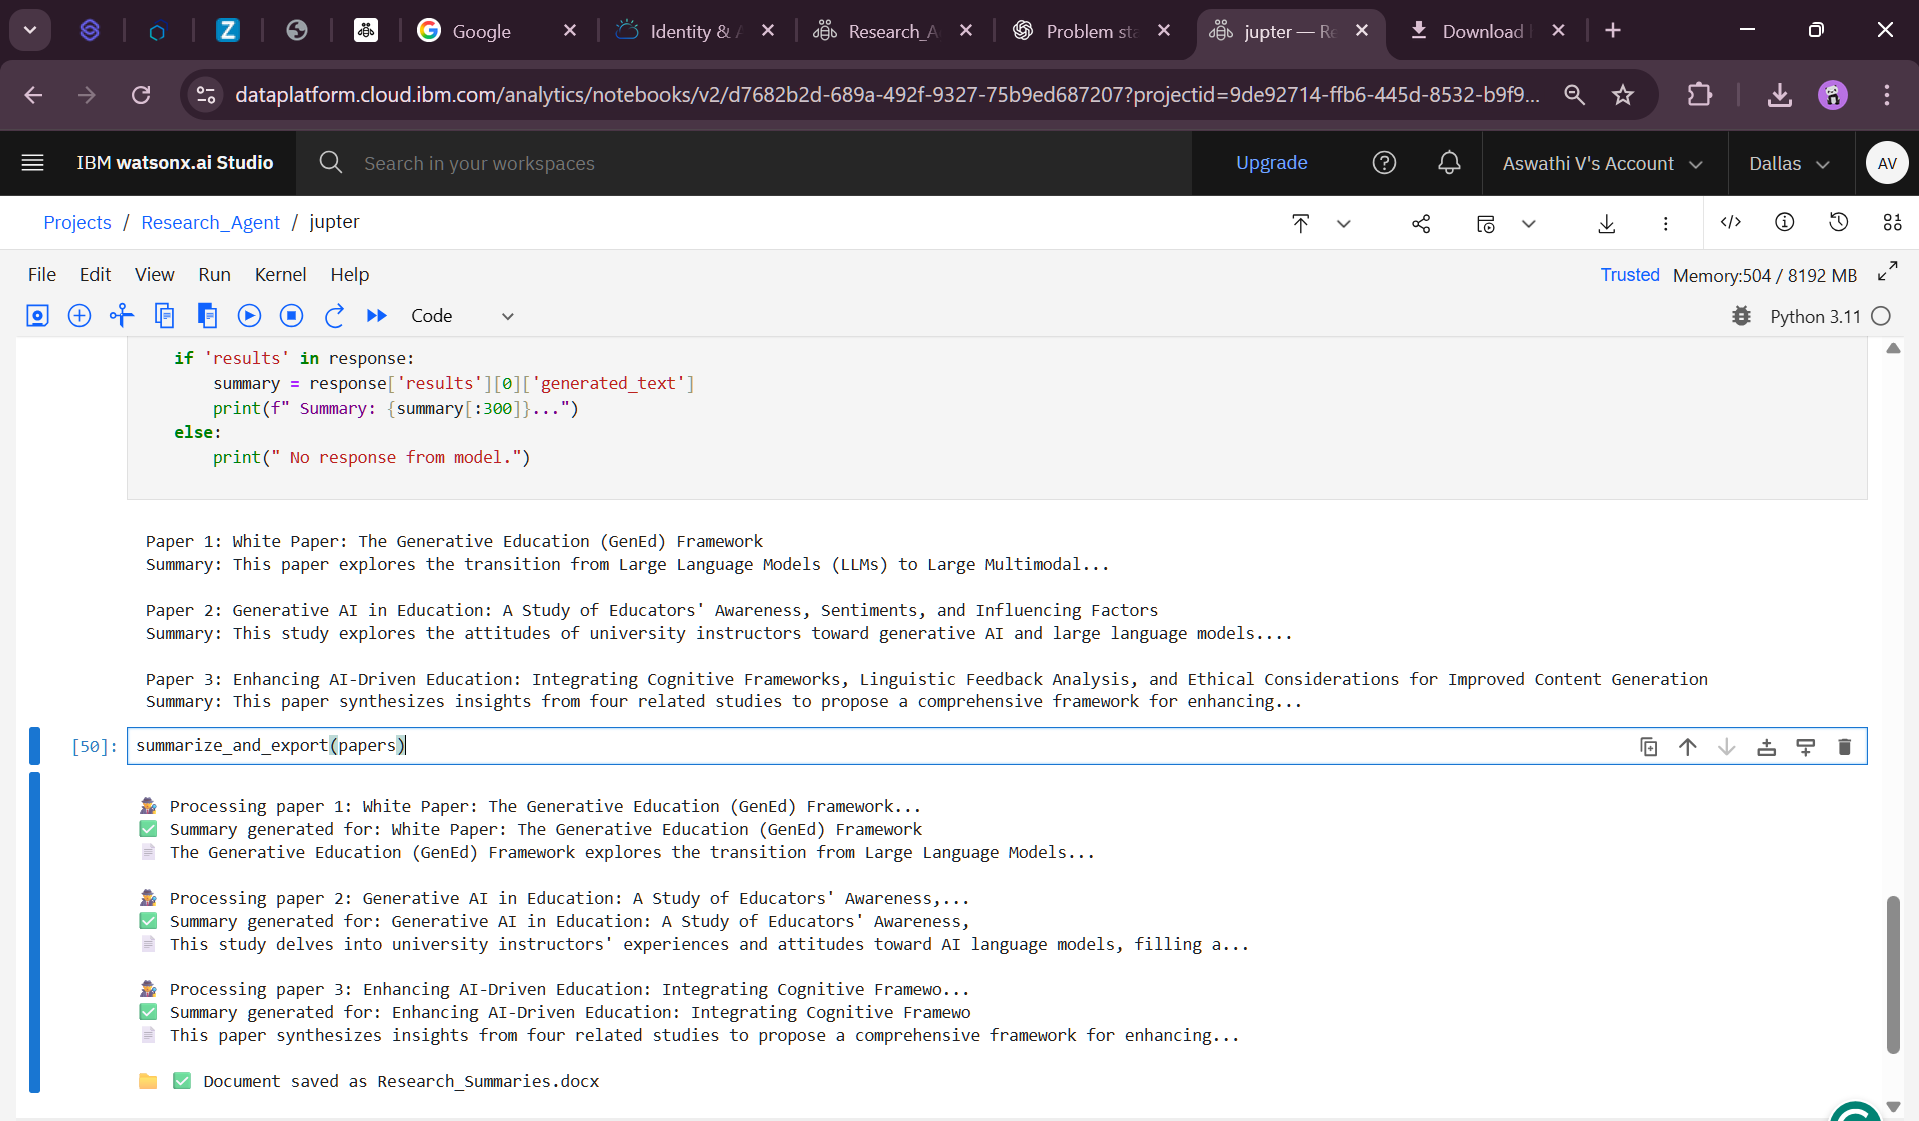 Google
Identity & A
Research_A
Problem sta
jupter — Re
Download
dataplatform.cloud.ibm.com/analytics/notebooks/v2/d7682b2d-689a-492f-9327-75b9ed687207?projectid=9de92714-ffb6-445d-8532-b9f9...
IBM watsonx.ai Studio
Search in your workspaces
Upgrade
Aswathi V's Account
Dallas
AV
Projects / Research_Agent / jupter
File Edit View Run Kernel Help
Trusted Memory:504 / 8192 MB
Code
Python 3.11
if 'results' in response:
summary = response['results'][0]['generated_text']
print(f" Summary: {summary[:300]}...")
else:
print(" No response from model.")
Paper 1: White Paper: The Generative Education (GenEd) Framework
Summary: This paper explores the transition from Large Language Models (LLMs) to Large Multimodal...
Paper 2: Generative AI in Education: A Study of Educators' Awareness, Sentiments, and Influencing Factors
Summary: This study explores the attitudes of university instructors toward generative AI and large language models....
Paper 3: Enhancing AI-Driven Education: Integrating Cognitive Frameworks, Linguistic Feedback Analysis, and Ethical Considerations for Improved Content Generation
Summary: This paper synthesizes insights from four related studies to propose a comprehensive framework for enhancing...
[50]: summarize_and_export(papers)
Processing paper 1: White Paper: The Generative Education (GenEd) Framework...
Summary generated for: White Paper: The Generative Education (GenEd) Framework
The Generative Education (GenEd) Framework explores the transition from Large Language Models...
Processing paper 2: Generative AI in Education: A Study of Educators' Awareness,...
Summary generated for: Generative AI in Education: A Study of Educators' Awareness,
This study delves into university instructors' experiences and attitudes toward AI language models, filling a...
Processing paper 3: Enhancing AI-Driven Education: Integrating Cognitive Framewo...
Summary generated for: Enhancing AI-Driven Education: Integrating Cognitive Framewo
This paper synthesizes insights from four related studies to propose a comprehensive framework for enhancing...
Document saved as Research_Summaries.docx